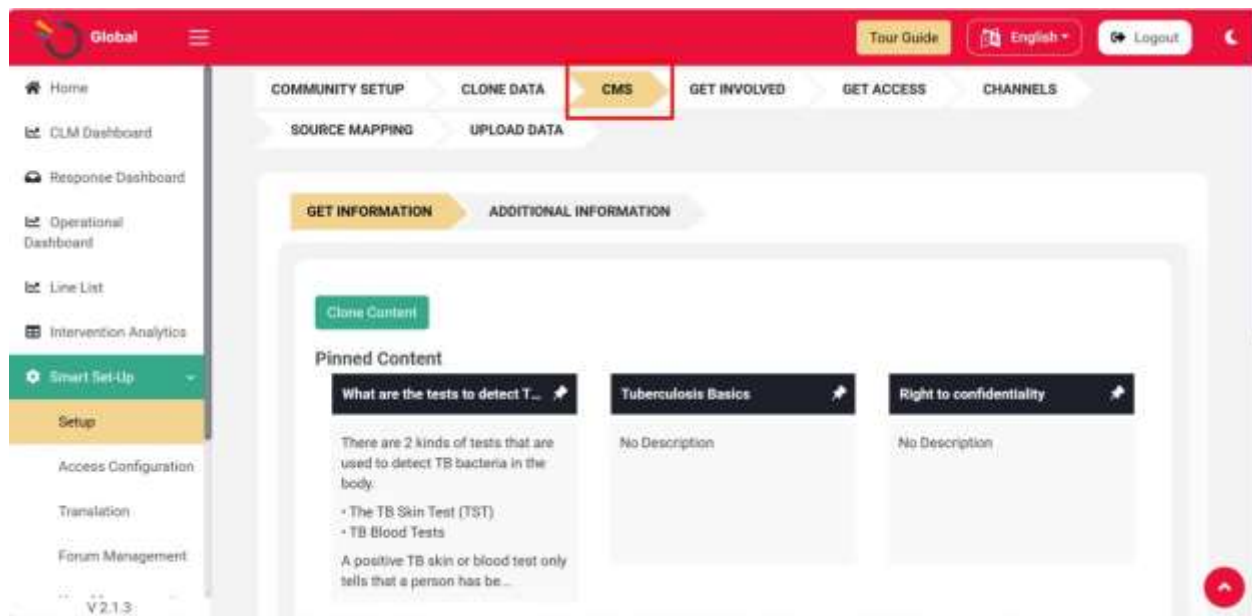 Global
Tour Guide
English
Logout
Home
CLM Dashboard
Response Dashboard
Operational
Dashboard
Line List
Intervention Analytics
Smart Set-Up
Setup
Access Configuration
Translation
Forum Management
V 2.1.3
COMMUNITY SETUP
CLONE DATA
CMS
GET INVOLVED
GET ACCESS
CHANNELS
SOURCE MAPPING
UPLOAD DATA
GET INFORMATION
ADDITIONAL INFORMATION
Clone Content
Pinned Content
What are the tests to detect T...
There are 2 kinds of tests that are
used to detect TB bacteria in the
body.
• The TB Skin Test (TST)
• TB Blood Tests
A positive TB skin or blood test only
tells that a person has be...
Tuberculosis Basics
No Description
Right to confidentiality
No Description